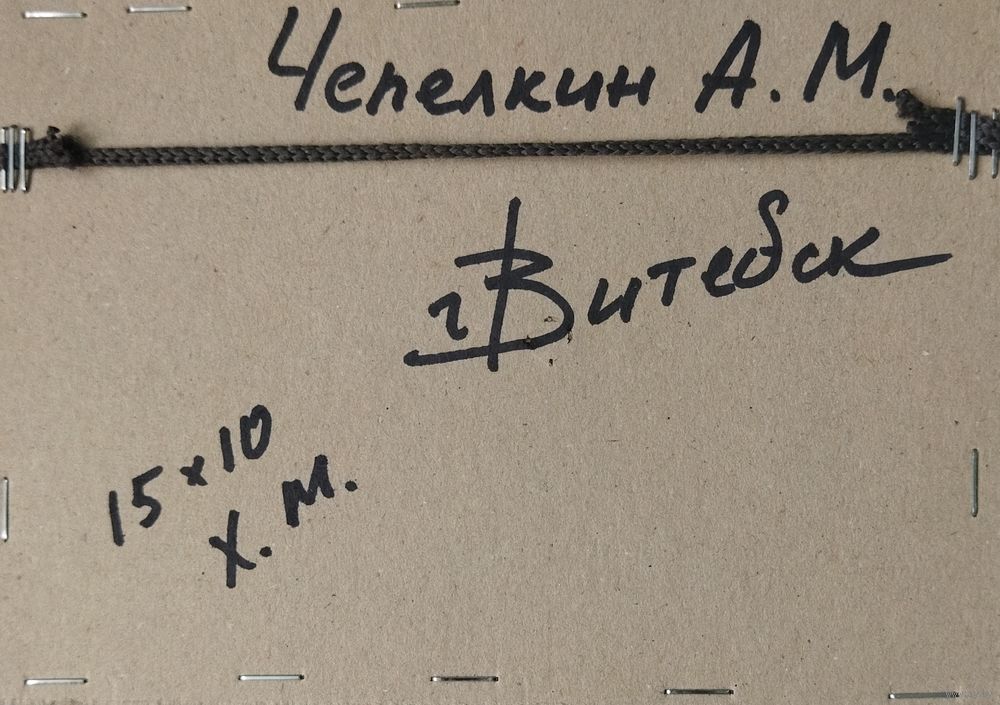 Чепелкин А. М.
г Витебск
15 x 10
х. м.